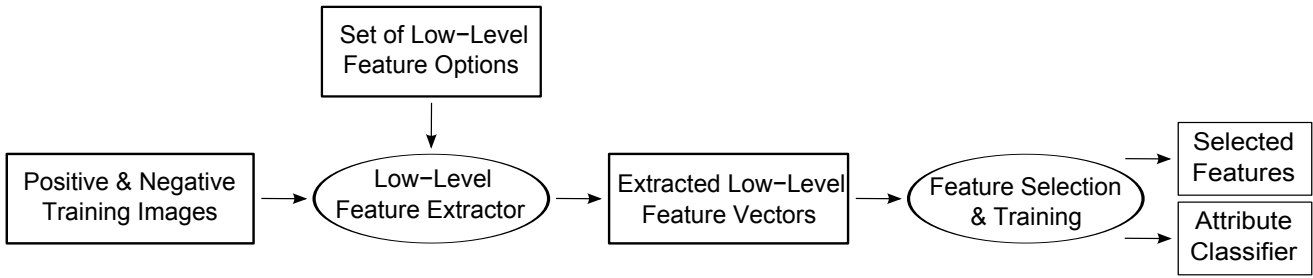 Set of Low−Level
Feature Options
Positive & Negative
Training Images
Low−Level
Feature Extractor
Extracted Low−Level
Feature Vectors
Feature Selection
& Training
Selected
Features
Attribute
Classifier